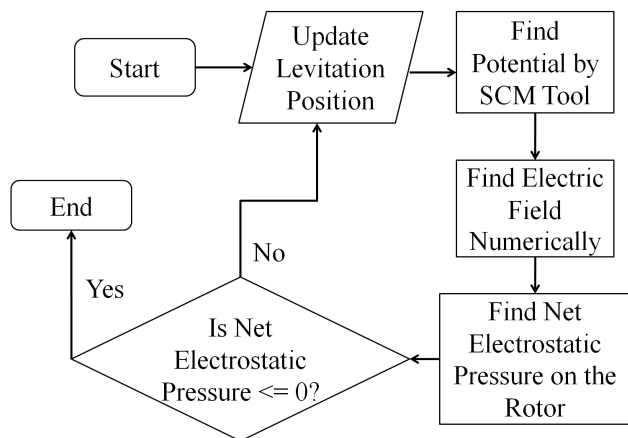 Start
Update
Levitation
Position
Find
Potential by
SCM Tool
Find Electric
Field
Numerically
Find Net
Electrostatic
Pressure on the
Rotor
Is Net
Electrostatic
Pressure <= 0?
No
Yes
End